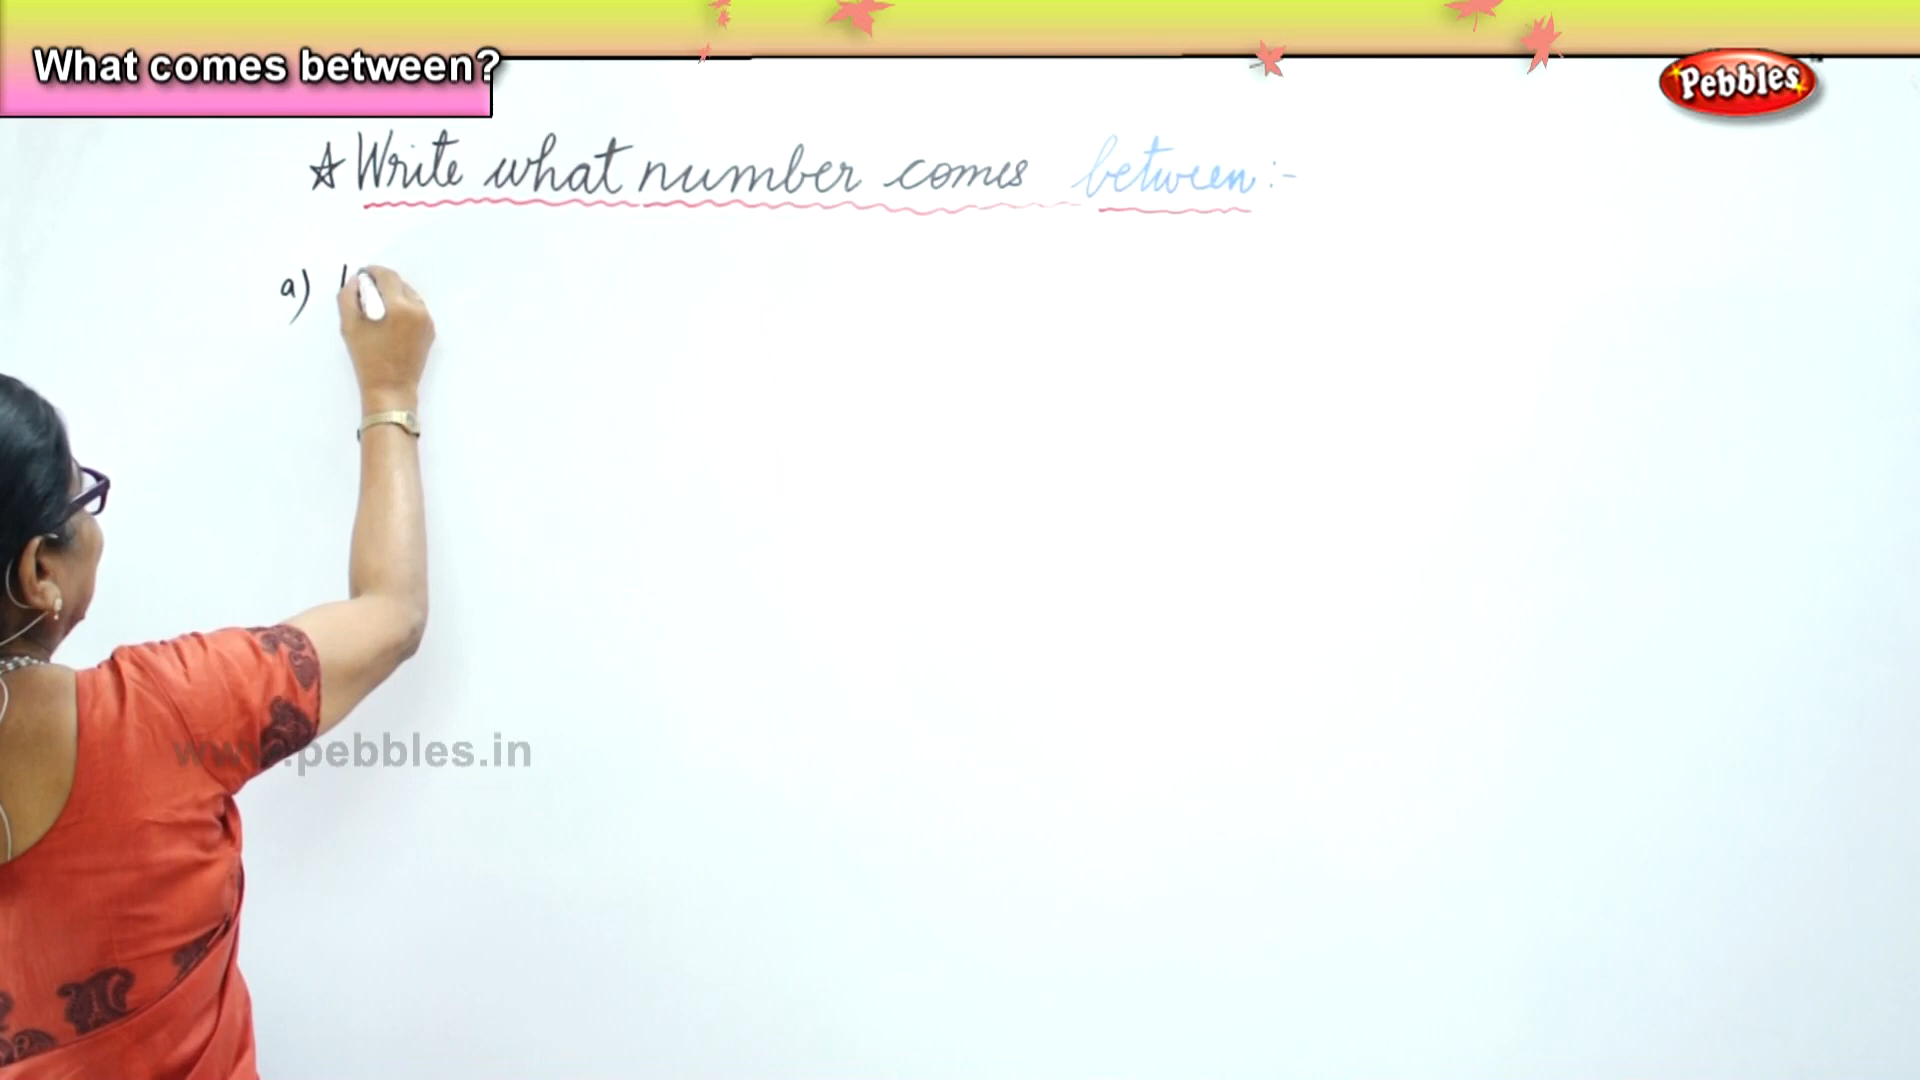 What comes between?
Pebbles
☆ Write what number comes between :-
a)
www.pebbles.in